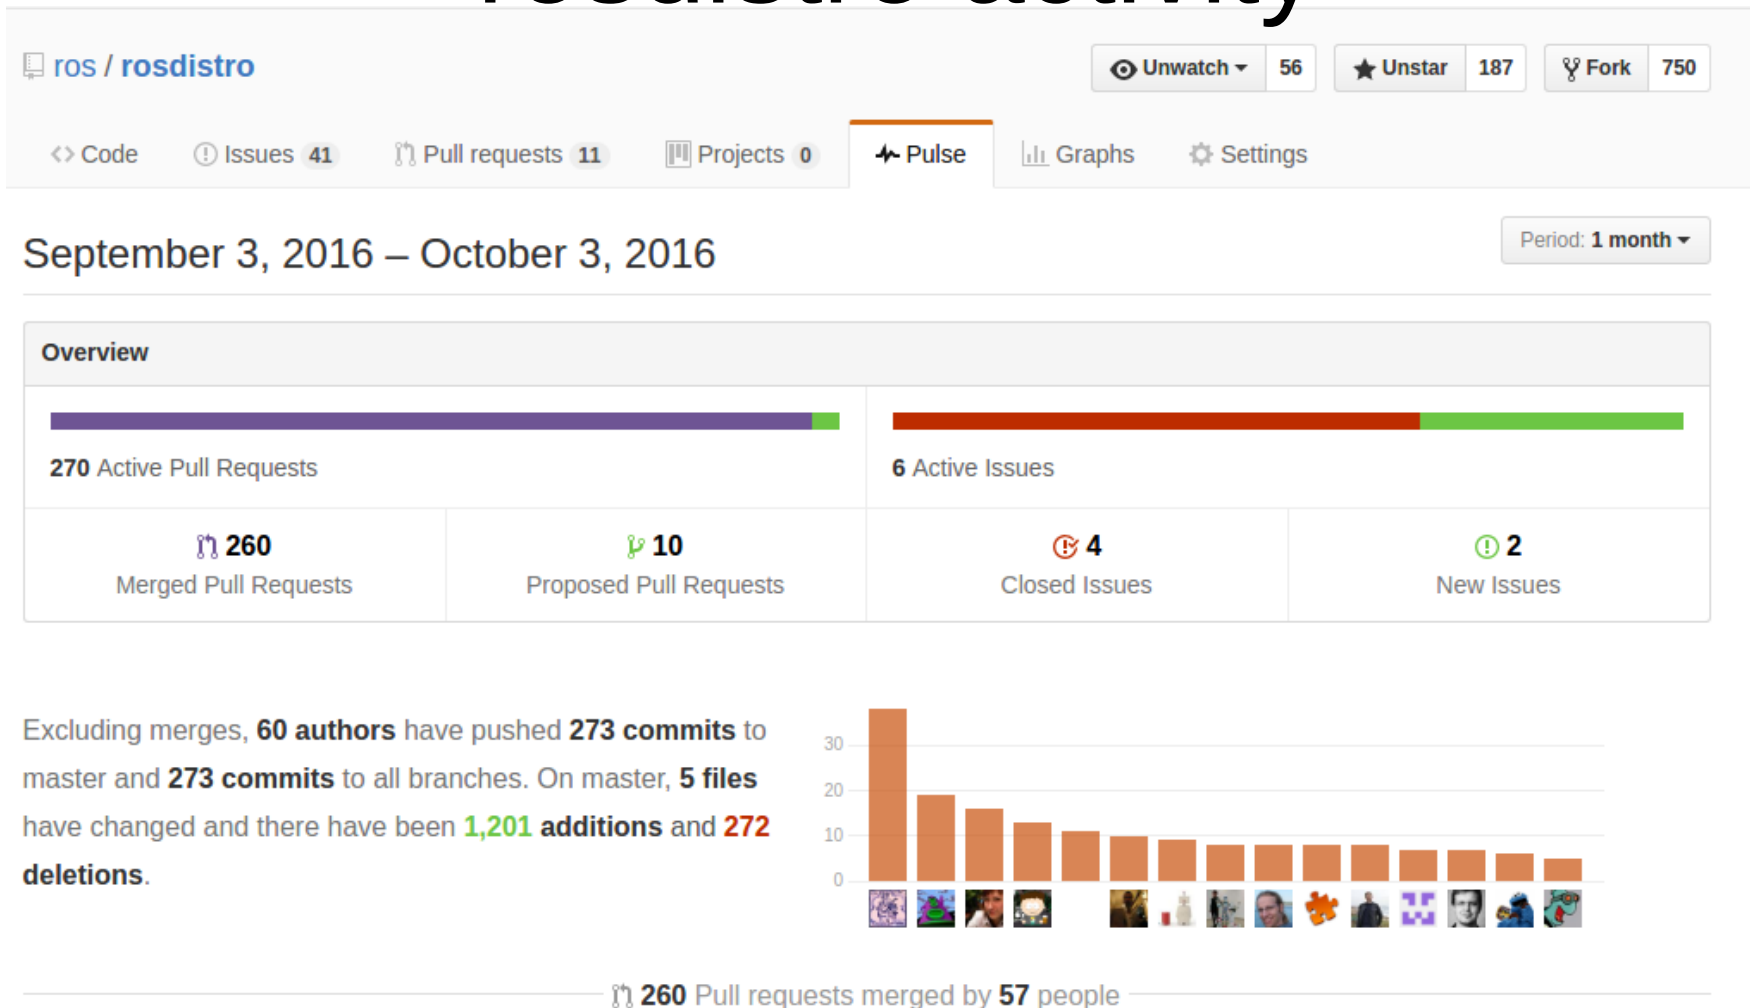 rosdistro activity
ros / rosdistro
Unwatch 56 Unstar 187 Fork 750
Code Issues 41 Pull requests 11 Projects 0 Pulse Graphs Settings
September 3, 2016 – October 3, 2016
Period: 1 month
Overview
270 Active Pull Requests
6 Active Issues
260
Merged Pull Requests
10
Proposed Pull Requests
4
Closed Issues
2
New Issues
Excluding merges, 60 authors have pushed 273 commits to
master and 273 commits to all branches. On master, 5 files
have changed and there have been 1,201 additions and 272
deletions.
30
20
10
0
260 Pull requests merged by 57 people